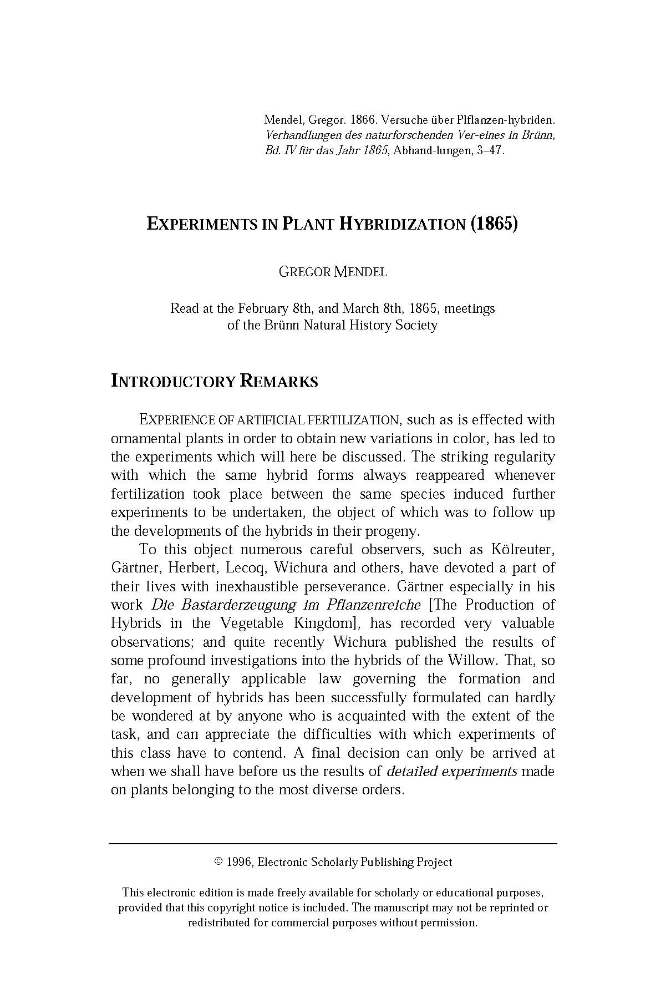 Mendel, Gregor. 1866. Versuche über Plflanzen-hybriden.
Verhandlungen des naturforschenden Ver-eines in Brünn,
Bd. IV für das Jahr 1865, Abhand-lungen, 3–47.
EXPERIMENTS IN PLANT HYBRIDIZATION (1865)
GREGOR MENDEL
Read at the February 8th, and March 8th, 1865, meetings
of the Brünn Natural History Society
INTRODUCTORY REMARKS
EXPERIENCE OF ARTIFICIAL FERTILIZATION, such as is effected with
ornamental plants in order to obtain new variations in color, has led to
the experiments which will here be discussed. The striking regularity
with which the same hybrid forms always reappeared whenever
fertilization took place between the same species induced further
experiments to be undertaken, the object of which was to follow up
the developments of the hybrids in their progeny.
To this object numerous careful observers, such as Kölreuter,
Gärtner, Herbert, Lecoq, Wichura and others, have devoted a part of
their lives with inexhaustible perseverance. Gärtner especially in his
work Die Bastarderzeugung im Pflanzenreiche [The Production of
Hybrids in the Vegetable Kingdom], has recorded very valuable
observations; and quite recently Wichura published the results of
some profound investigations into the hybrids of the Willow. That, so
far, no generally applicable law governing the formation and
development of hybrids has been successfully formulated can hardly
be wondered at by anyone who is acquainted with the extent of the
task, and can appreciate the difficulties with which experiments of
this class have to contend. A final decision can only be arrived at
when we shall have before us the results of detailed experiments made
on plants belonging to the most diverse orders.
© 1996, Electronic Scholarly Publishing Project
This electronic edition is made freely available for scholarly or educational purposes,
provided that this copyright notice is included. The manuscript may not be reprinted or
redistributed for commercial purposes without permission.